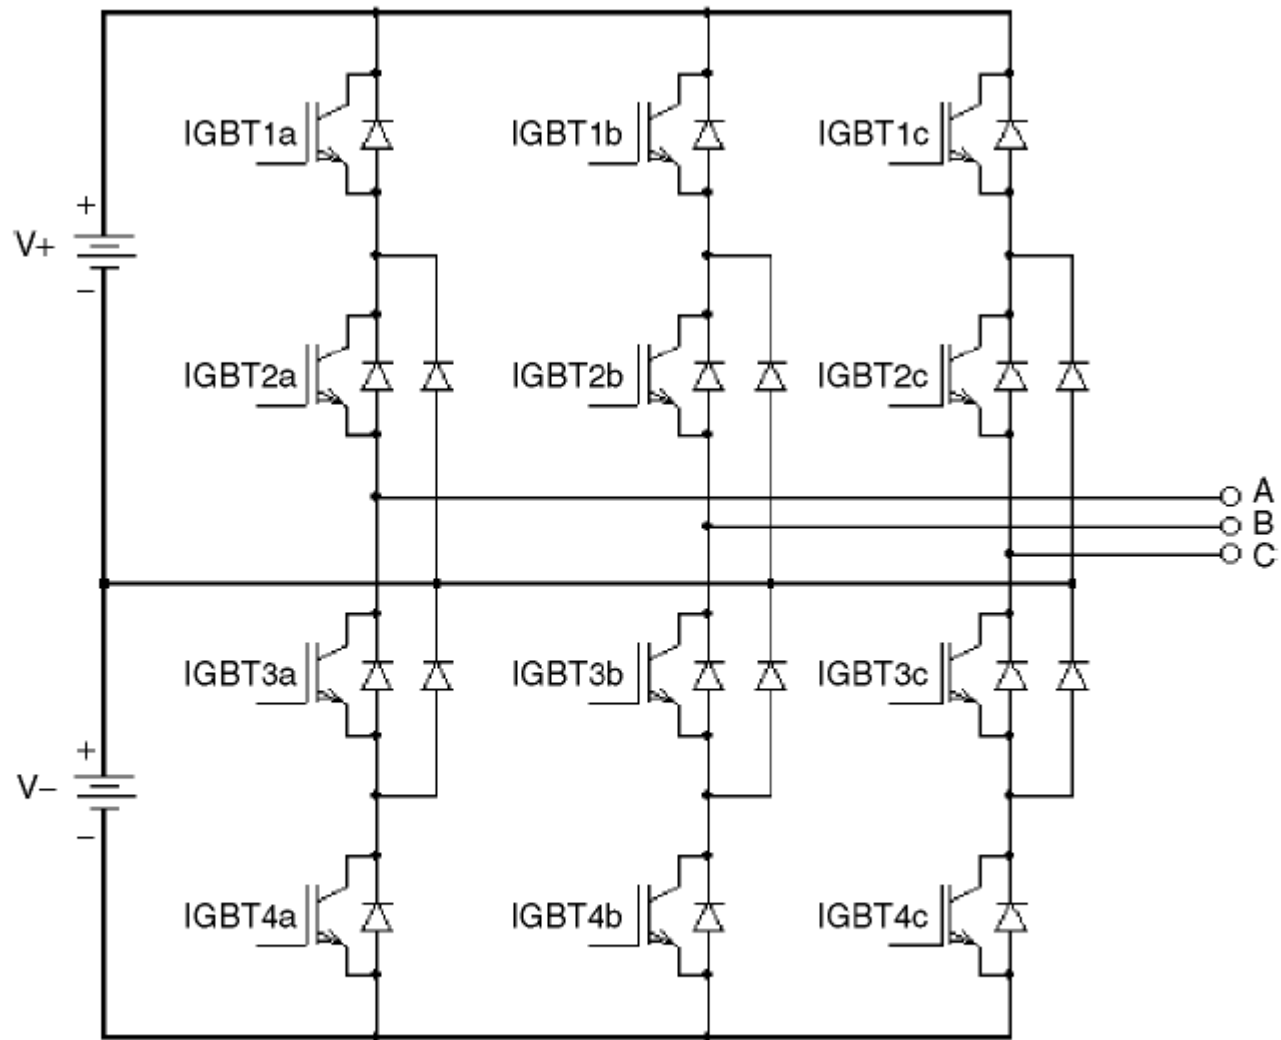 IGBT1a IGBT1b IGBT1c
+
V+
−
IGBT2a IGBT2b IGBT2c
A
B
C
IGBT3a IGBT3b IGBT3c
+
V−
−
IGBT4a IGBT4b IGBT4c